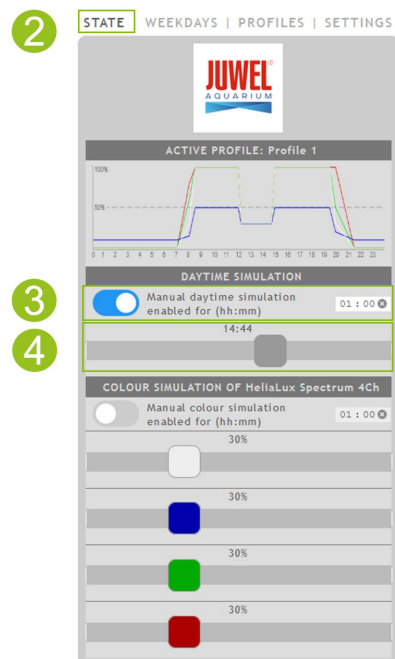 2
STATE WEEKDAYS | PROFILES | SETTINGS
JUWEL
AQUARIUM
ACTIVE PROFILE: Profile 1
100%
50%
0 1 2 3 4 5 6 7 8 9 10 11 12 13 14 15 16 17 18 19 20 21 22 23
DAYTIME SIMULATION
3
Manual daytime simulation
enabled for (hh:mm)
01 : 00
4
14:44
COLOUR SIMULATION OF HeliaLux Spectrum 4Ch
Manual colour simulation
enabled for (hh:mm)
01 : 00
30%
30%
30%
30%